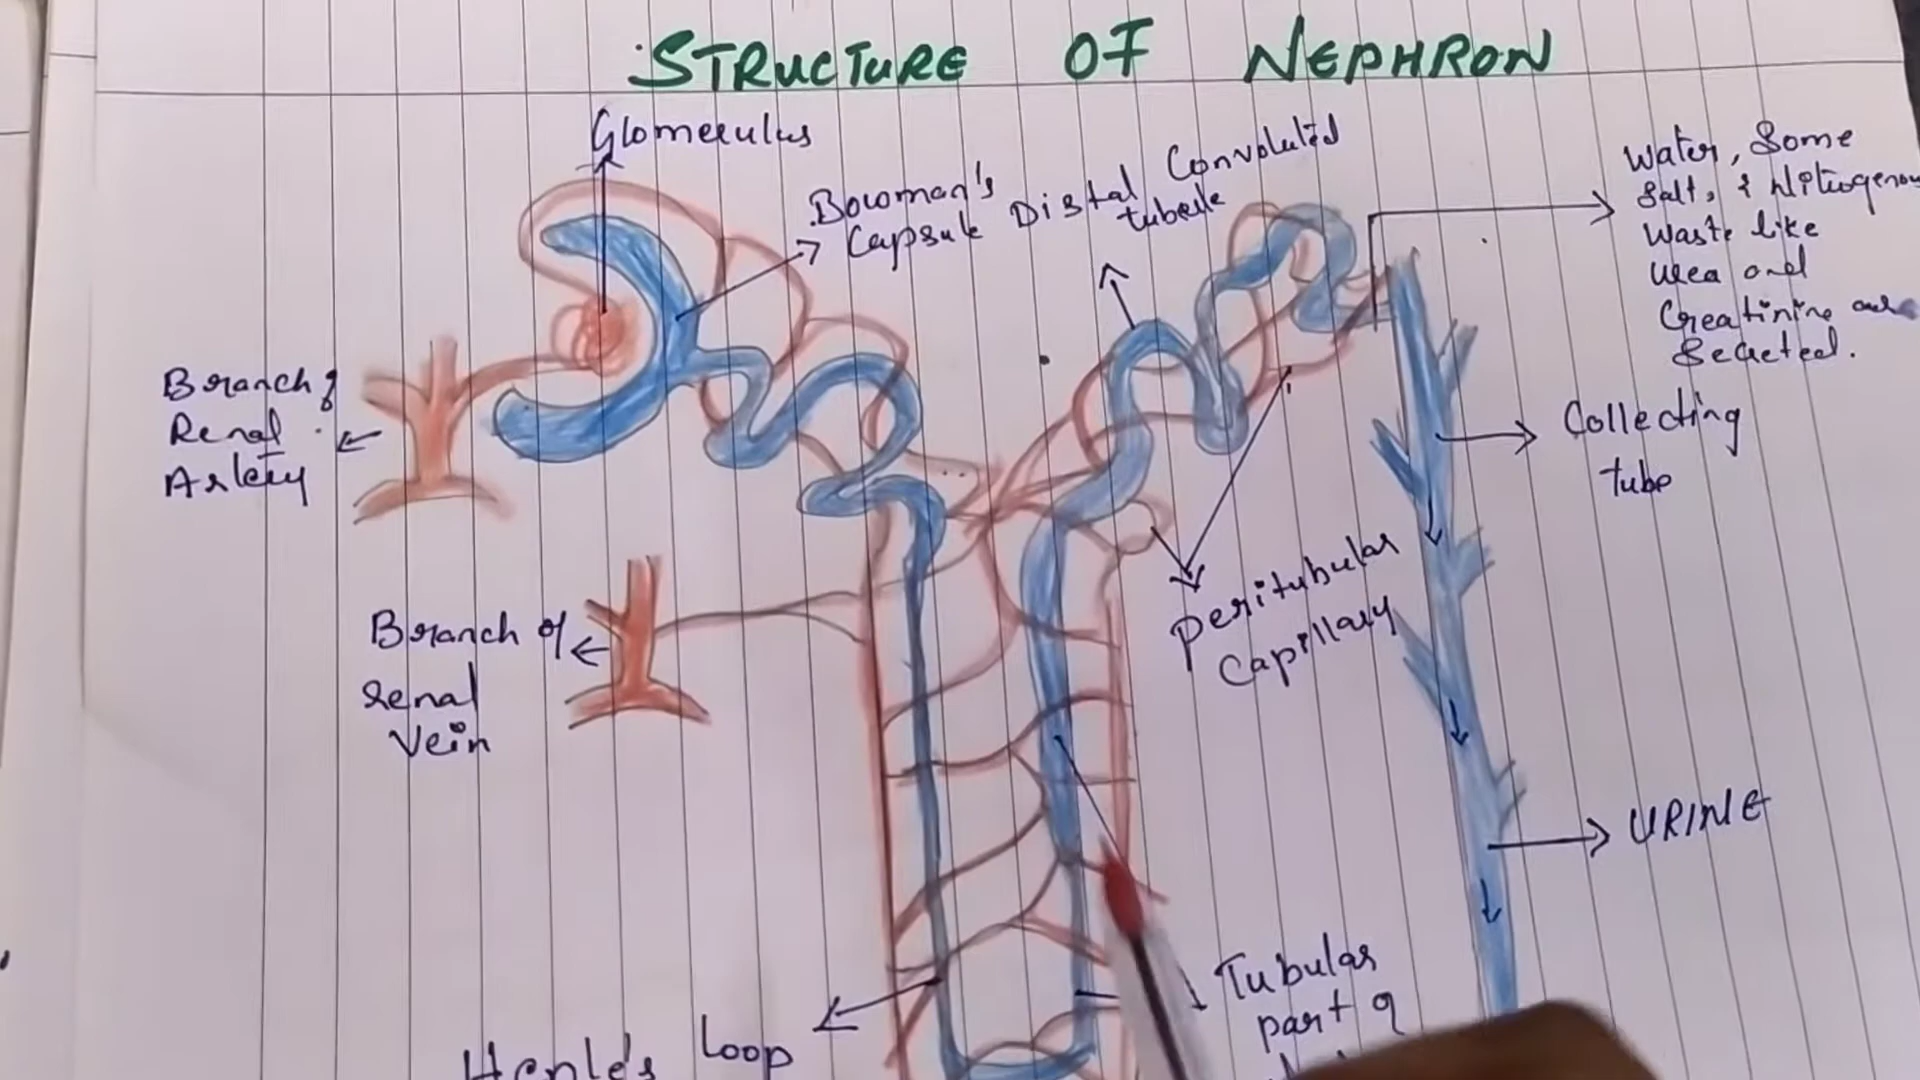 STRUCTURE OF NEPHRON
Glomerulus
Bowman's
Capsule
Distal Convoluted
tubule
Water, Some
Salt, & Nitrogenous
Waste like
Urea and
Creatinine are
Secreted.
Branch of
Renal
Artery
Collecting
tube
Branch of
renal
Vein
Peritubular
Capillary
URINE
Tubular
part of
Henle's Loop